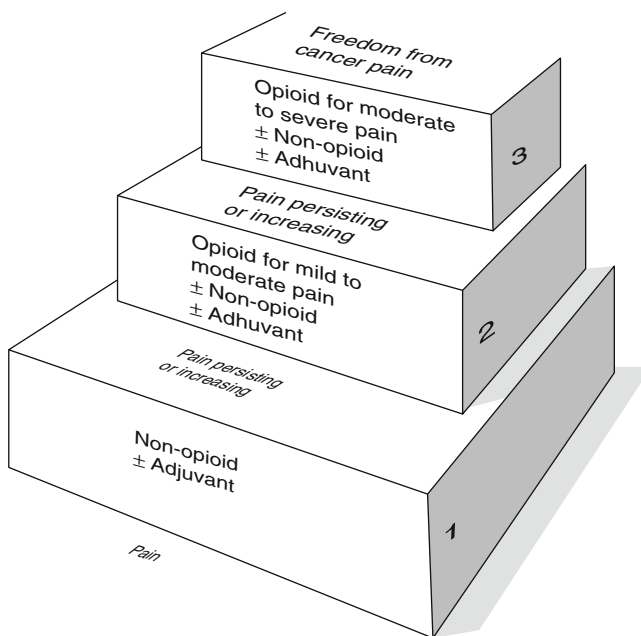 Freedom from
cancer pain
Opioid for moderate
to severe pain
± Non-opioid
± Adhuvant
3
Pain persisting
or increasing
Opioid for mild to
moderate pain
± Non-opioid
± Adhuvant
2
Pain persisting
or increasing
Non-opioid
± Adjuvant
1
Pain